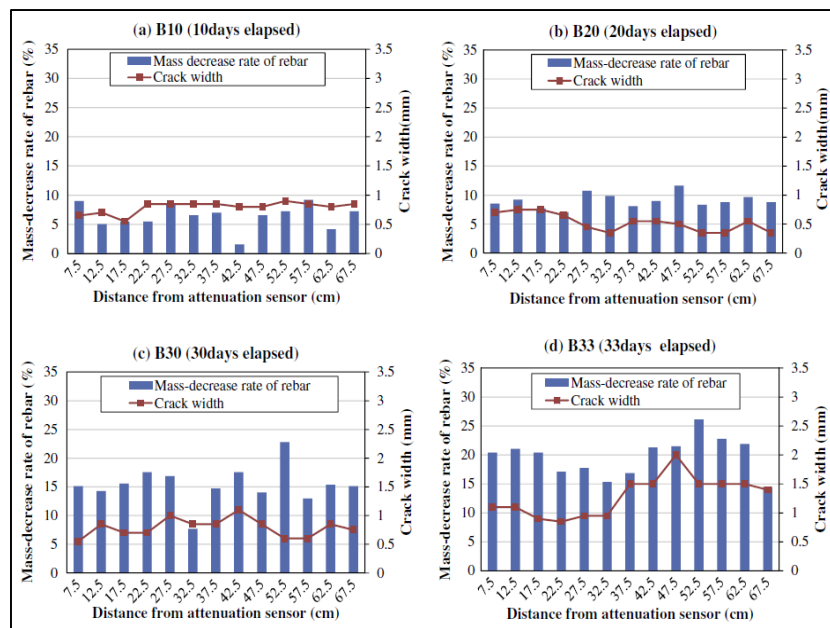 (a) B10 (10days elapsed)
Mass-decrease rate of rebar (%)
35
30
25
20
15
10
5
0
Mass decrease rate of rebar
Crack width
3.5
3
2.5
2
1.5
1
0.5
0
Crack width(mm)
7.5 12.5 17.5 22.5 27.5 32.5 37.5 42.5 47.5 52.5 57.5 62.5 67.5
Distance from attenuation sensor (cm)
(b) B20 (20days elapsed)
Mass-decrease rate of rebar (%)
35
30
25
20
15
10
5
0
Mass-decrease rate of rebar
Crack width
3.5
3
2.5
2
1.5
1
0.5
0
Crack width(mm)
7.5 12.5 17.5 22.5 27.5 32.5 37.5 42.5 47.5 52.5 57.5 62.5 67.5
Distance from attenuation sensor (cm)
(c) B30 (30days elapsed)
Mass-decrease rate of rebar (%)
35
30
25
20
15
10
5
0
Mass-decrease rate of rebar
Crack width
3.5
3
2.5
2
1.5
1
0.5
0
Crack width (mm)
7.5 12.5 17.5 22.5 27.5 32.5 37.5 42.5 47.5 52.5 57.5 62.5 67.5
Distance from attenuation sensor (cm)
(d) B33 (33days elapsed)
Mass-decrease rate of rebar (%)
35
30
25
20
15
10
5
0
Mass-decrease rate of rebar
Crack width
3.5
3
2.5
2
1.5
1
0.5
0
Crack width (mm)
7.5 12.5 17.5 22.5 27.5 32.5 37.5 42.5 47.5 52.5 57.5 62.5 67.5
Distance from attenuation sensor (cm)